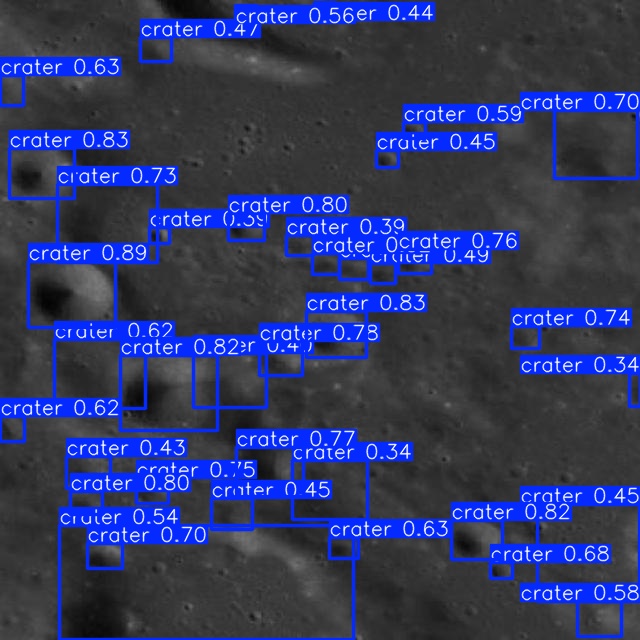 crater 0.56
er 0.44
crater 0.47
crater 0.63
crater 0.70
crater 0.59
crater 0.45
crater 0.83
crater 0.73
crater 0.80
crater 0.39
crater 0.39
crater 0.76
crater 0.49
crater 0.89
crater 0.83
crater 0.74
crater 0.62
crater 0.78
crater 0.82
crater 0.34
crater 0.62
crater 0.77
crater 0.43
crater 0.34
crater 0.75
crater 0.80
crater 0.45
crater 0.45
crater 0.82
crater 0.54
crater 0.63
crater 0.70
crater 0.68
crater 0.58